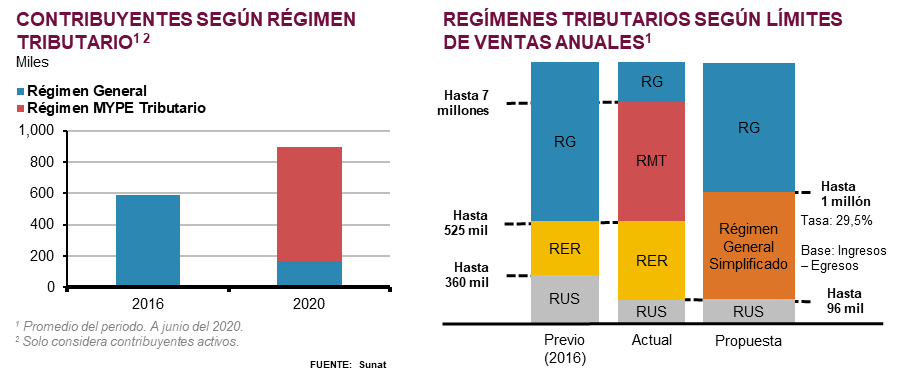 CONTRIBUYENTES SEGÚN RÉGIMEN
TRIBUTARIO¹ ²
Miles
Régimen General
Régimen MYPE Tributario
1,000
800
600
400
200
0
2016
2020
¹ Promedio del periodo. A junio del 2020.
² Solo considera contribuyentes activos.
FUENTE: Sunat
REGÍMENES TRIBUTARIOS SEGÚN LÍMITES
DE VENTAS ANUALES¹
Hasta 7
millones
Hasta
525 mil
Hasta
360 mil
RG
RER
RUS
RG
RMT
RER
RUS
RG
Régimen
General
Simplificado
RUS
Hasta
1 millón
Tasa: 29,5%
Base: Ingresos
– Egresos
Hasta
96 mil
Previo
(2016)
Actual
Propuesta